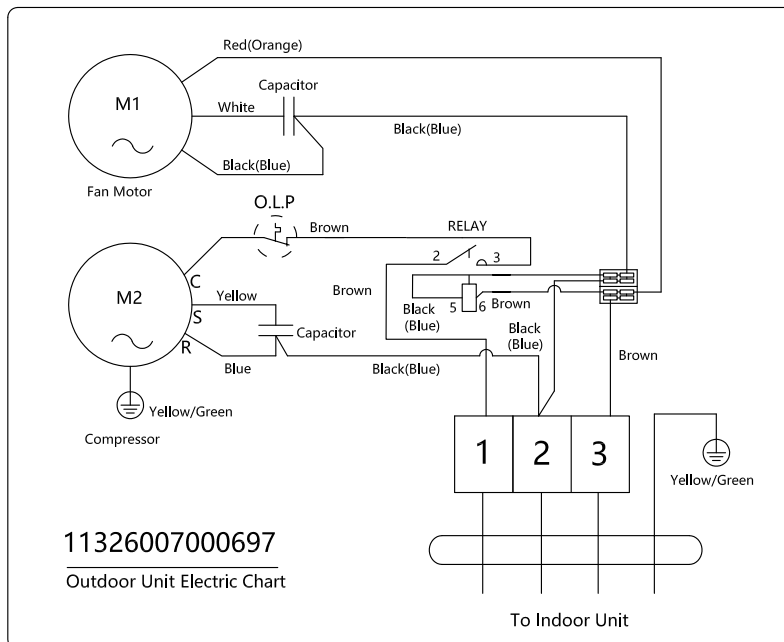 Red(Orange)
M1
White
Capacitor
Black(Blue)
Black(Blue)
Fan Motor
O.L.P
Brown
RELAY
2
3
C
M2
Yellow
S
Brown
Black
(Blue)
5
6
Brown
Black
(Blue)
Capacitor
R
Blue
Black(Blue)
Brown
Yellow/Green
Compressor
1
2
3
Yellow/Green
11326007000697
Outdoor Unit Electric Chart
To Indoor Unit